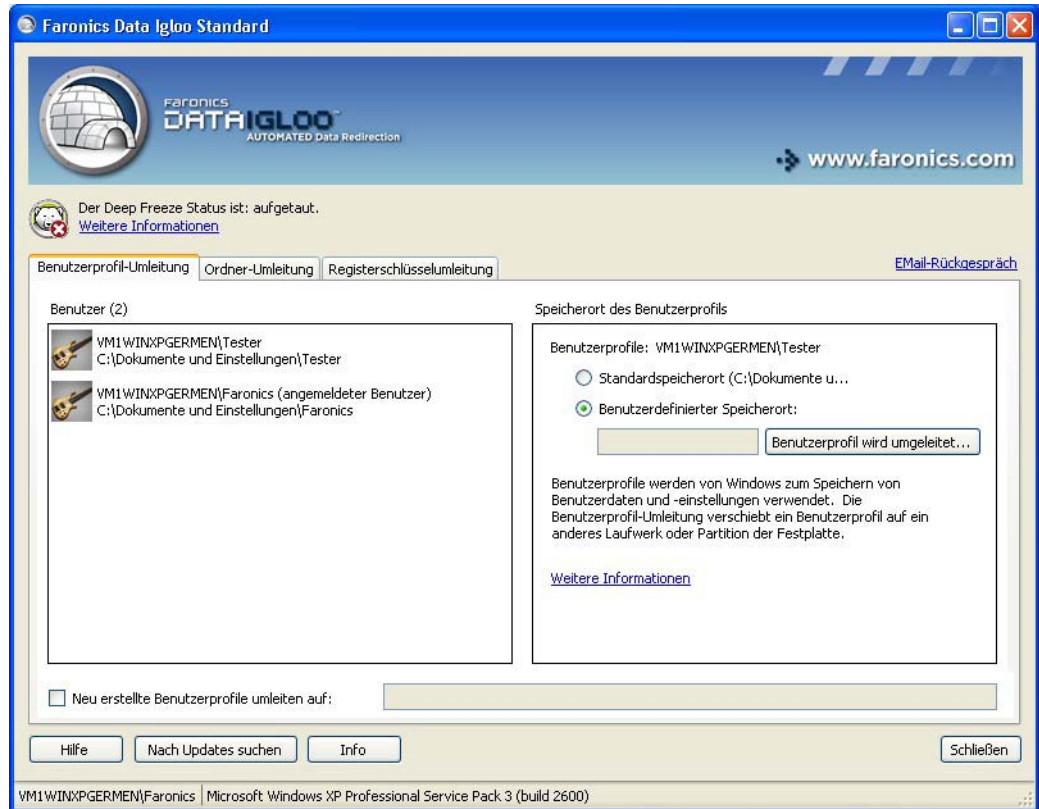 Faronics Data Igloo Standard
Faronics
DATA IGLOO™
AUTOMATED Data Redirection
www.faronics.com
Der Deep Freeze Status ist: aufgetaut.
Weitere Informationen
Benutzerprofil-Umleitung
Ordner-Umleitung
Registerschlüsselumleitung
EMail-Rückgespräch
Benutzer (2)
VM1WINXPGERMEN\Tester
C:\Dokumente und Einstellungen\Tester
VM1WINXPGERMEN\Faronics (angemeldeter Benutzer)
C:\Dokumente und Einstellungen\Faronics
Speicherort des Benutzerprofils
Benutzerprofile: VM1WINXPGERMEN\Tester
Standardspeicherort (C:\Dokumente u...
Benutzerdefinierter Speicherort:
Benutzerprofil wird umgeleitet...
Benutzerprofile werden von Windows zum Speichern von
Benutzerdaten und -einstellungen verwendet. Die
Benutzerprofil-Umleitung verschiebt ein Benutzerprofil auf ein
anderes Laufwerk oder Partition der Festplatte.
Weitere Informationen
Neu erstellte Benutzerprofile umleiten auf:
Hilfe
Nach Updates suchen
Info
Schließen
VM1WINXPGERMEN\Faronics
Microsoft Windows XP Professional Service Pack 3 (build 2600)